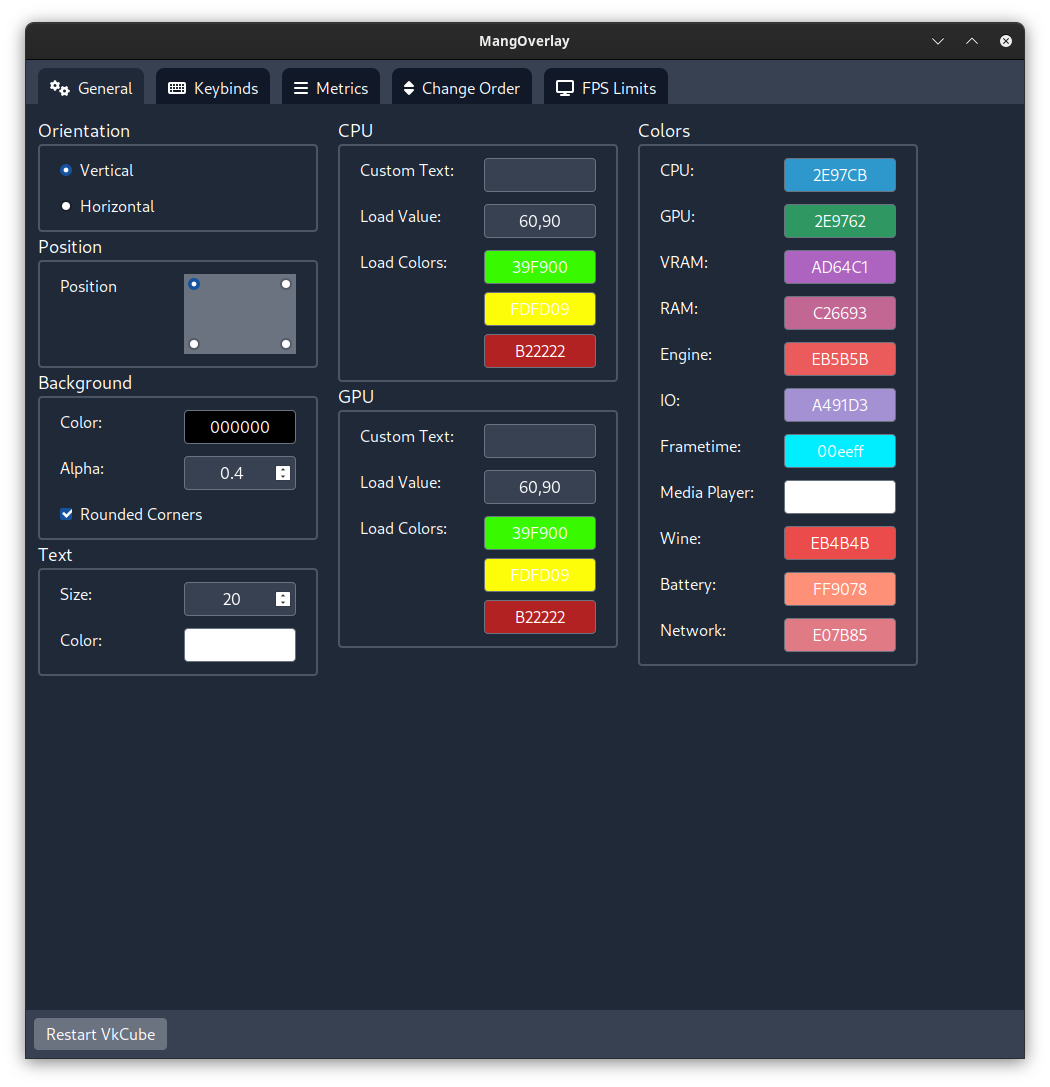 MangOverlay
General Keybinds Metrics Change Order FPS Limits
Orientation
Vertical
Horizontal
Position
Position
Background
Color: 000000
Alpha: 0.4
Rounded Corners
Text
Size: 20
Color:
CPU
Custom Text:
Load Value: 60,90
Load Colors: 39F900
FDFD09
B22222
GPU
Custom Text:
Load Value: 60,90
Load Colors: 39F900
FDFD09
B22222
Colors
CPU: 2E97CB
GPU: 2E9762
VRAM: AD64C1
RAM: C26693
Engine: EB5B5B
IO: A491D3
Frametime: 00eeff
Media Player:
Wine: EB4B4B
Battery: FF9078
Network: E07B85
Restart VkCube